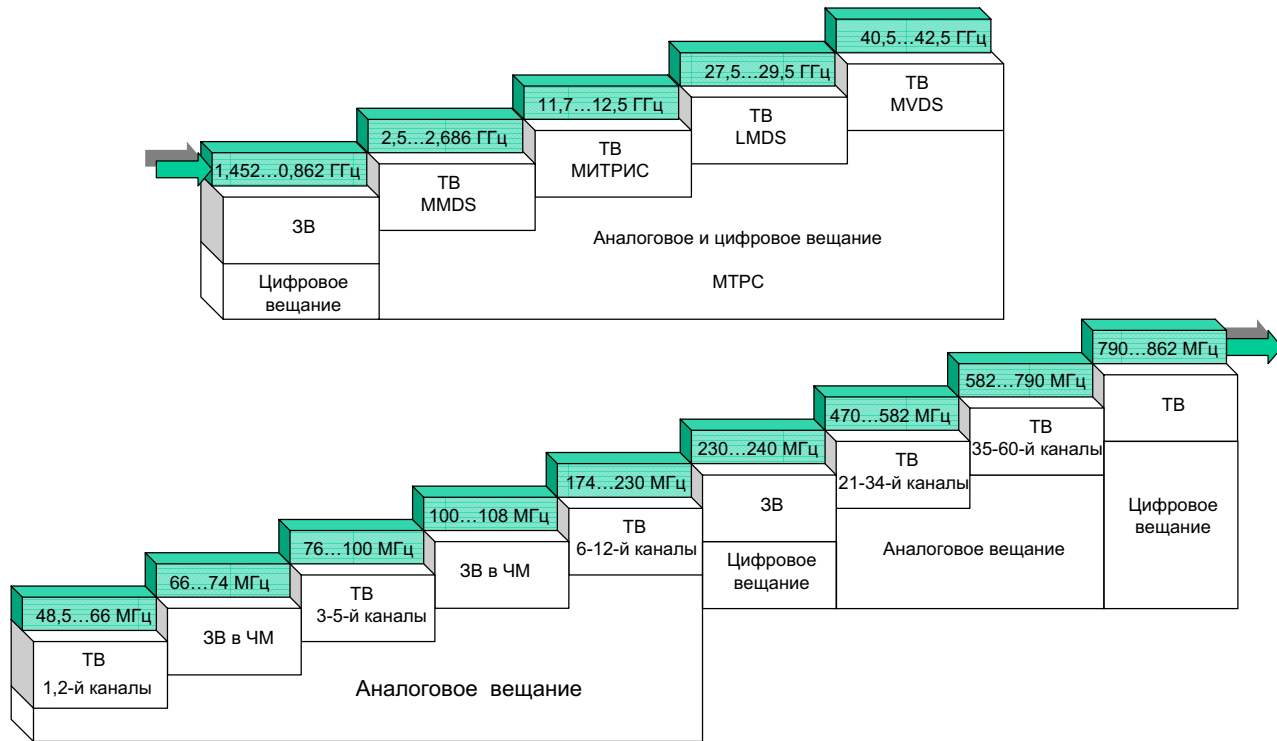 40,5…42,5 ГГц
27,5…29,5 ГГц
ТВ
MVDS
11,7…12,5 ГГц
ТВ
LMDS
2,5…2,686 ГГц
ТВ
МИТРИС
1,452…0,862 ГГц
ТВ
MMDS
ЗВ
Аналоговое и цифровое вещание
МТРС
Цифровое
вещание
790…862 МГц
582…790 МГц
ТВ
470…582 МГц
ТВ
35-60-й каналы
230…240 МГц
ТВ
21-34-й каналы
174…230 МГц
ЗВ
Цифровое
вещание
100…108 МГц
ТВ
6-12-й каналы
Цифровое
вещание
Аналоговое вещание
76…100 МГц
ЗВ в ЧМ
66…74 МГц
ТВ
3-5-й каналы
48,5…66 МГц
ЗВ в ЧМ
ТВ
1,2-й каналы
Аналоговое вещание